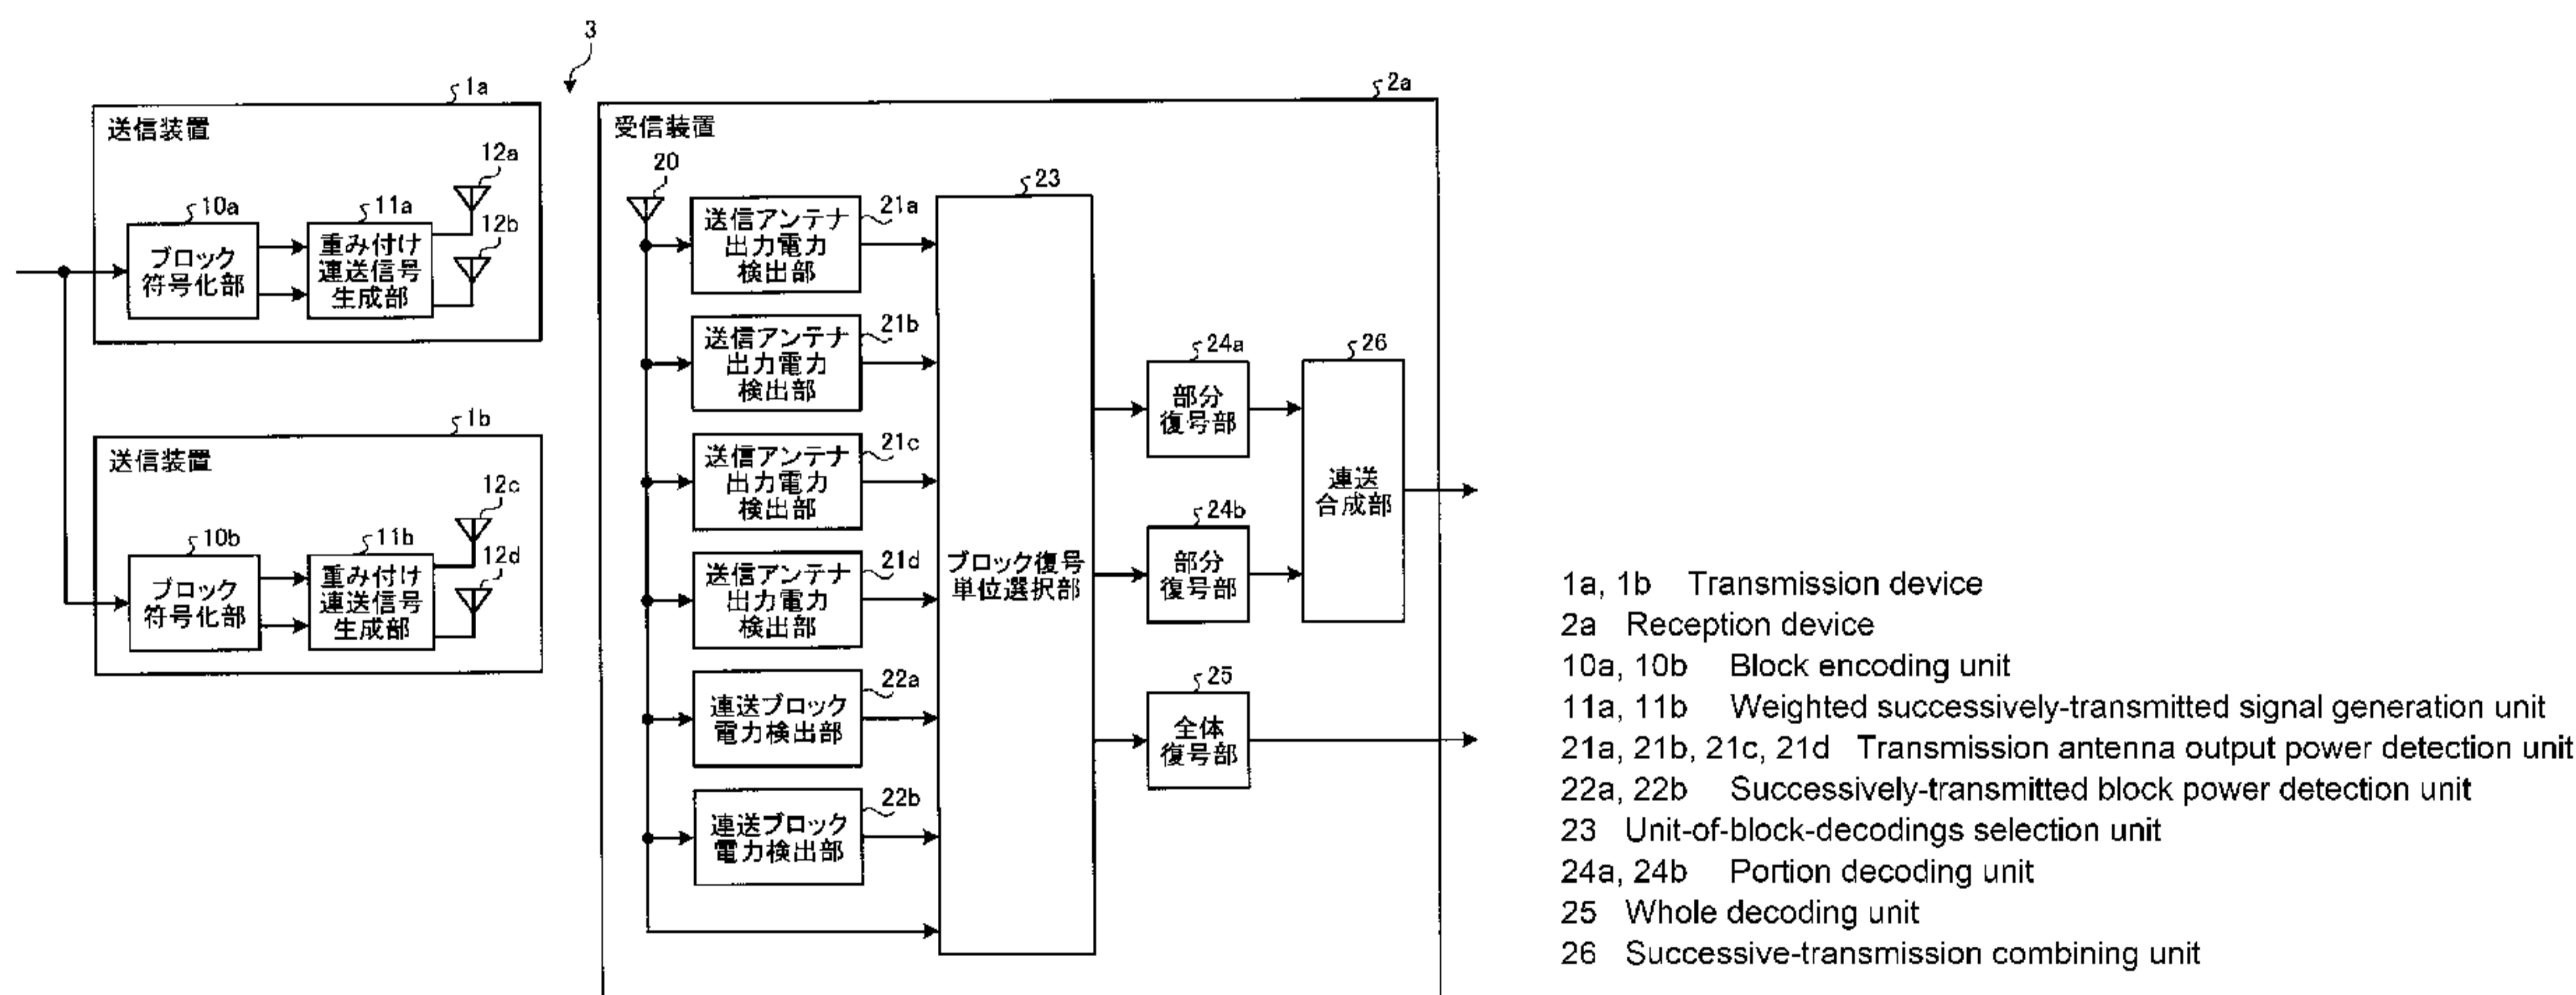 3
1a
送信装置
12a
10a
11a
12b
ブロック
符号化部
重み付け
連送信号
生成部
1b
送信装置
12c
10b
11b
12d
ブロック
符号化部
重み付け
連送信号
生成部
2a
受信装置
20
21a
送信アンテナ
出力電力
検出部
21b
送信アンテナ
出力電力
検出部
21c
送信アンテナ
出力電力
検出部
21d
送信アンテナ
出力電力
検出部
22a
連送ブロック
電力検出部
22b
連送ブロック
電力検出部
23
ブロック復号
単位選択部
24a
部分
復号部
24b
部分
復号部
25
全体
復号部
26
連送
合成部
1a, 1b Transmission device
2a Reception device
10a, 10b Block encoding unit
11a, 11b Weighted successively-transmitted signal generation unit
21a, 21b, 21c, 21d Transmission antenna output power detection unit
22a, 22b Successively-transmitted block power detection unit
23 Unit-of-block-decodings selection unit
24a, 24b Portion decoding unit
25 Whole decoding unit
26 Successive-transmission combining unit